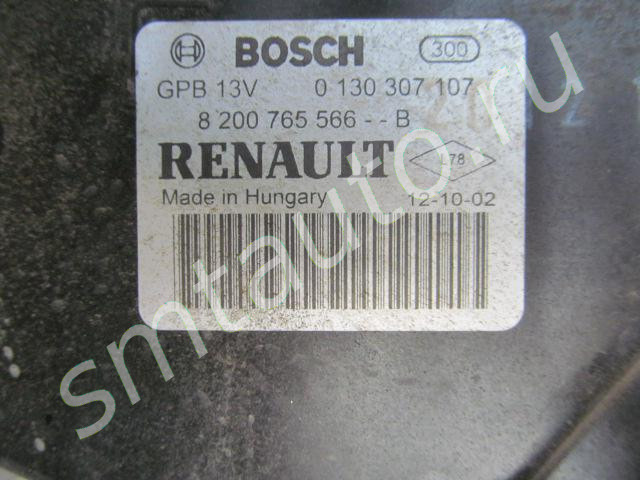 BOSCH 300
GPB 13V 0 130 307 107
8 200 765 566 - - B
RENAULT L78
Made in Hungary 12-10-02
smtauto.ru